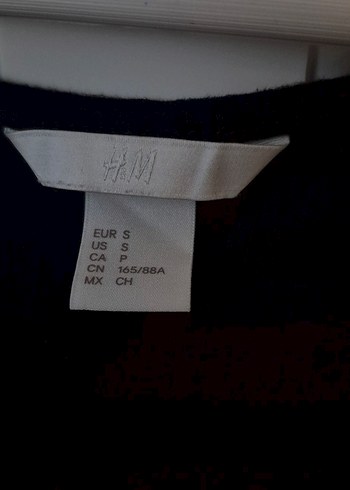 H&M
EUR S
US S
CA P
CN 165/88A
MX CH